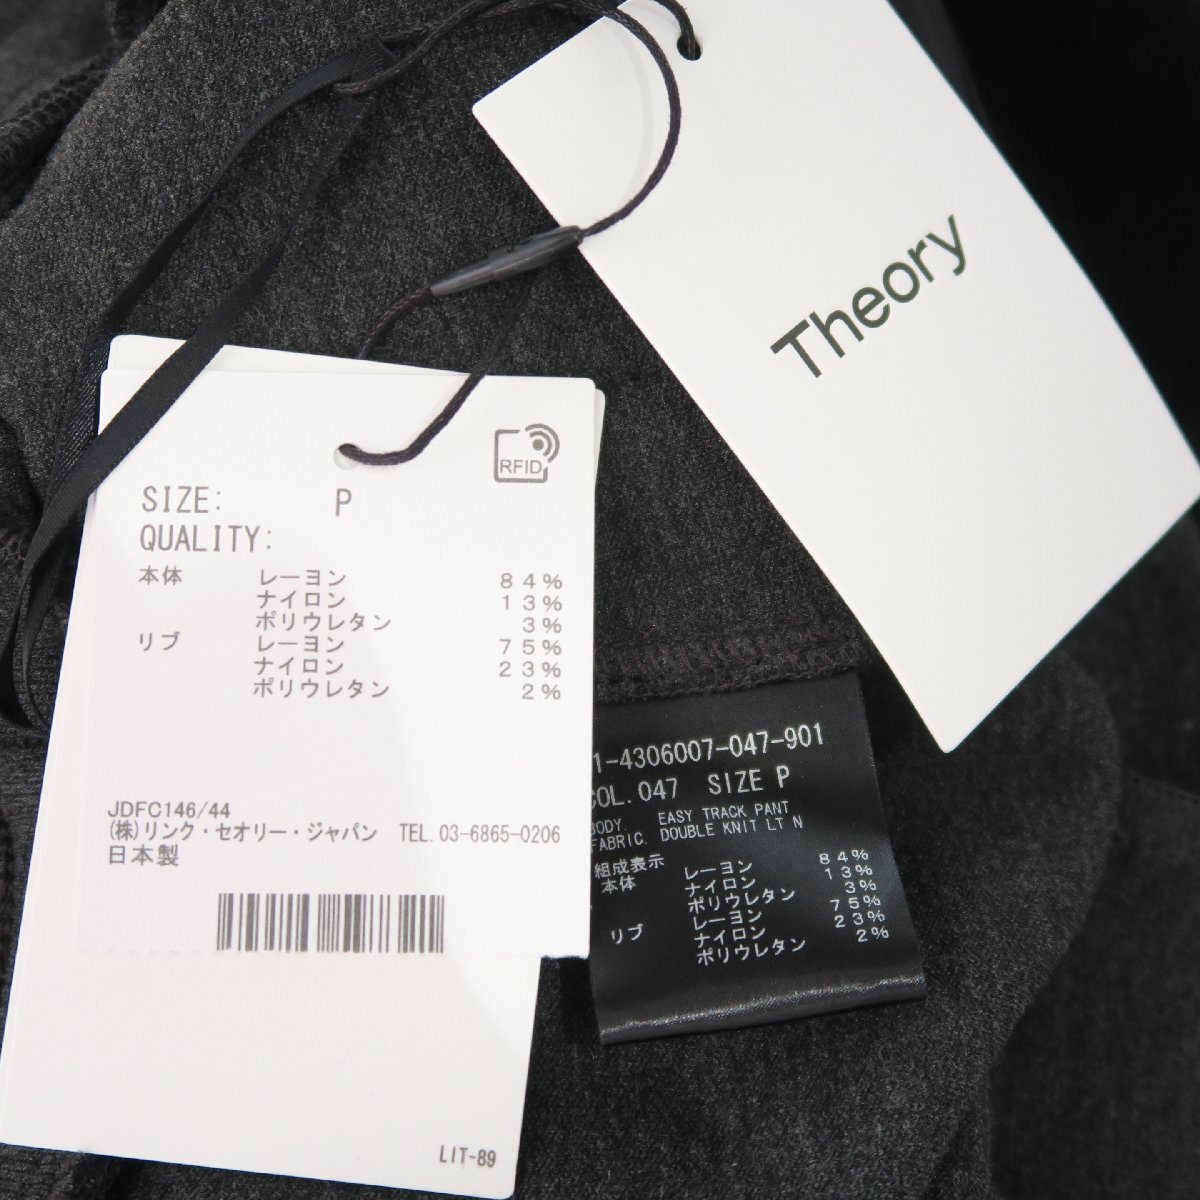 Theory
RFID
SIZE: P
QUALITY:
本体 レーヨン 84%
ナイロン 13%
ポリウレタン 3%
リブ レーヨン 75%
ナイロン 23%
ポリウレタン 2%
JDFC146/44
(株)リンク・セオリー・ジャパン TEL.03-6865-0206
日本製
LIT-89
1-4306007-047-901
COL.047 SIZE P
BODY. EASY TRACK PANT
FABRIC. DOUBLE KNIT LT N
組成表示
本体 レーヨン 84%
ナイロン 13%
ポリウレタン 3%
リブ レーヨン 75%
ナイロン 23%
ポリウレタン 2%